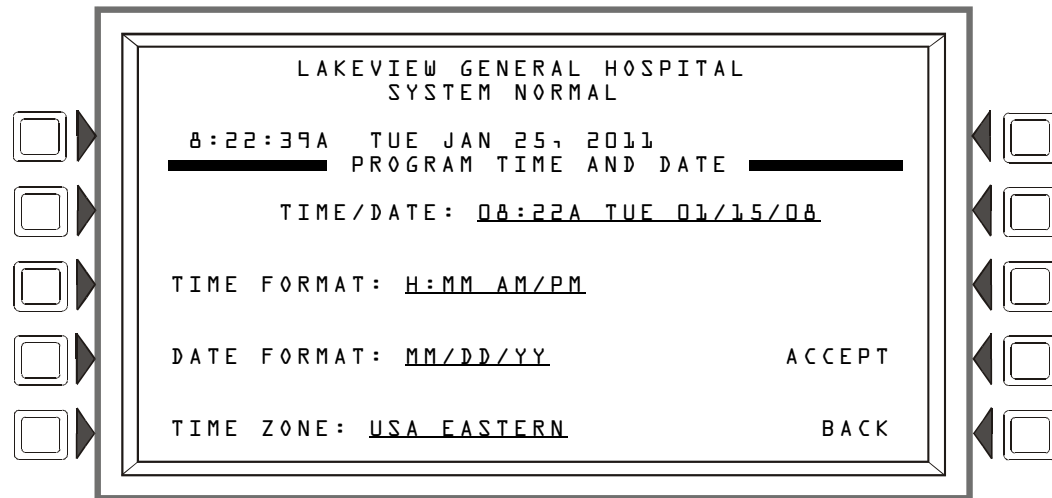 LAKEVIEW GENERAL HOSPITAL
SYSTEM NORMAL
8:22:39A TUE JAN 25, 2011
PROGRAM TIME AND DATE
TIME/DATE: 08:22A TUE 01/15/08
TIME FORMAT: H:MM AM/PM
DATE FORMAT: MM/DD/YY ACCEPT
TIME ZONE: USA EASTERN BACK